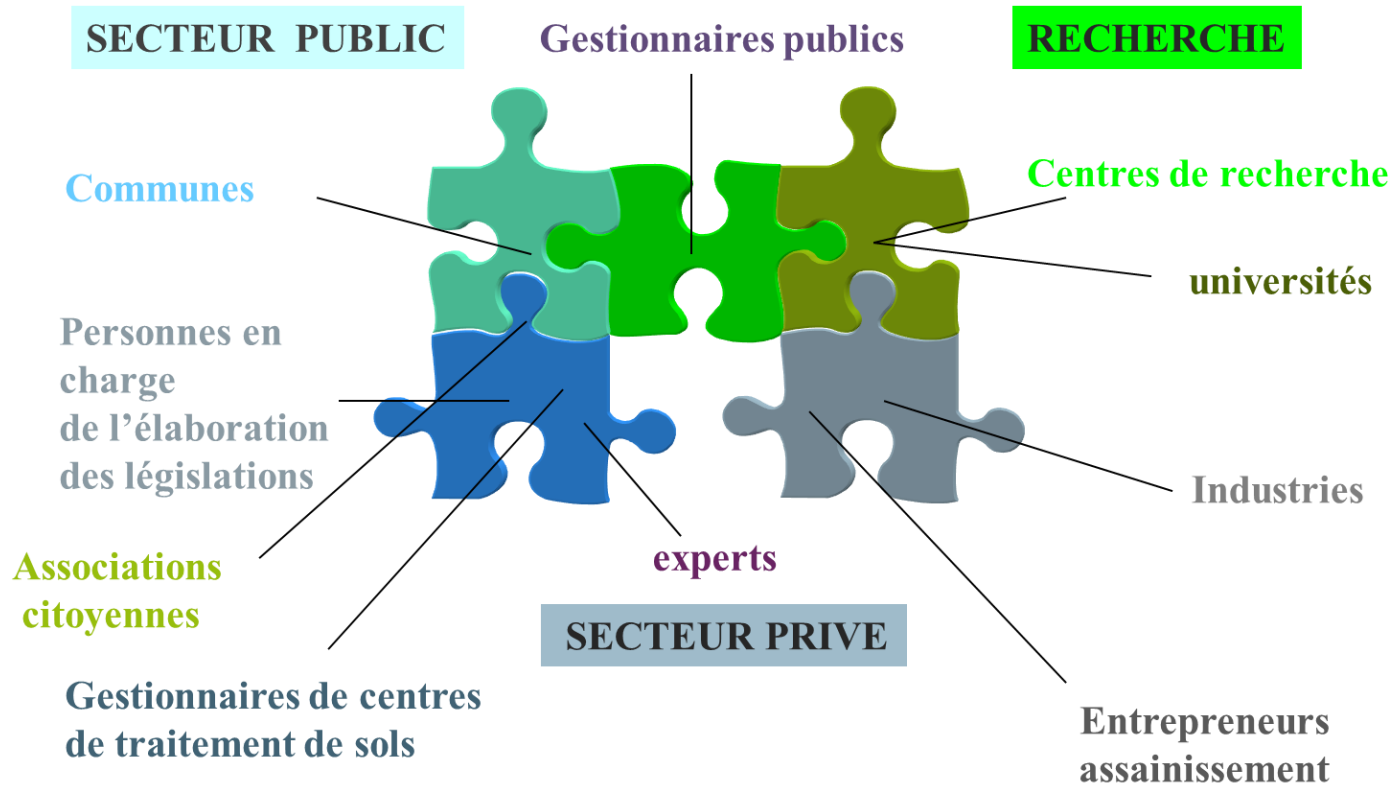 SECTEUR PUBLIC
Gestionnaires publics
RECHERCHE
Communes
Centres de recherche
universités
Personnes en
charge
de l’élaboration
des législations
Industries
Associations
citoyennes
experts
SECTEUR PRIVE
Gestionnaires de centres
de traitement de sols
Entrepreneurs
assainissement